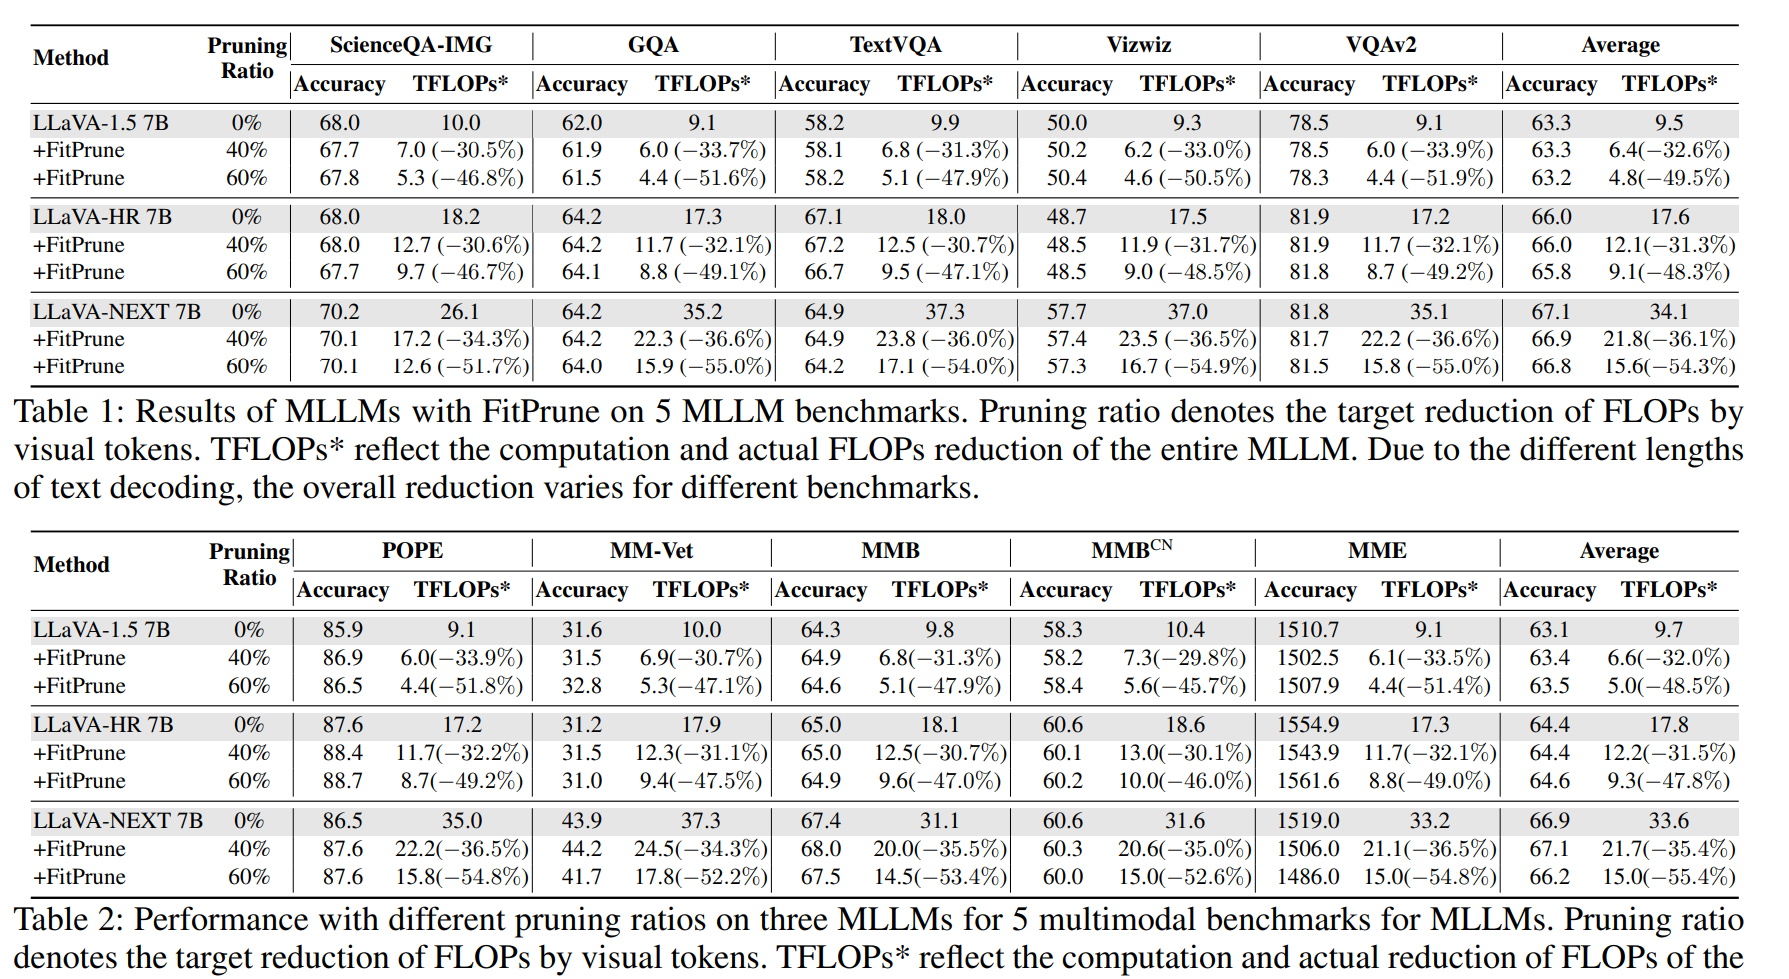 Method Pruning Ratio ScienceQA-IMG GQA TextVQA Vizwiz VQAv2 Average
Accuracy TFLOPs* Accuracy TFLOPs* Accuracy TFLOPs* Accuracy TFLOPs* Accuracy TFLOPs* Accuracy TFLOPs*
LLaVA-1.5 7B 0% 68.0 10.0 62.0 9.1 58.2 9.9 50.0 9.3 78.5 9.1 63.3 9.5
+FitPrune 40% 67.7 7.0 (−30.5%) 61.9 6.0 (−33.7%) 58.1 6.8 (−31.3%) 50.2 6.2 (−33.0%) 78.5 6.0 (−33.9%) 63.3 6.4(−32.6%)
+FitPrune 60% 67.8 5.3 (−46.8%) 61.5 4.4 (−51.6%) 58.2 5.1 (−47.9%) 50.4 4.6 (−50.5%) 78.3 4.4 (−51.9%) 63.2 4.8(−49.5%)
LLaVA-HR 7B 0% 68.0 18.2 64.2 17.3 67.1 18.0 48.7 17.5 81.9 17.2 66.0 17.6
+FitPrune 40% 68.0 12.7 (−30.6%) 64.2 11.7 (−32.1%) 67.2 12.5 (−30.7%) 48.5 11.9 (−31.7%) 81.9 11.7 (−32.1%) 66.0 12.1(−31.3%)
+FitPrune 60% 67.7 9.7 (−46.7%) 64.1 8.8 (−49.1%) 66.7 9.5 (−47.1%) 48.5 9.0 (−48.5%) 81.8 8.7 (−49.2%) 65.8 9.1(−48.3%)
LLaVA-NEXT 7B 0% 70.2 26.1 64.2 35.2 64.9 37.3 57.7 37.0 81.8 35.1 67.1 34.1
+FitPrune 40% 70.1 17.2 (−34.3%) 64.2 22.3 (−36.6%) 64.9 23.8 (−36.0%) 57.4 23.5 (−36.5%) 81.7 22.2 (−36.6%) 66.9 21.8(−36.1%)
+FitPrune 60% 70.1 12.6 (−51.7%) 64.0 15.9 (−55.0%) 64.2 17.1 (−54.0%) 57.3 16.7 (−54.9%) 81.5 15.8 (−55.0%) 66.8 15.6(−54.3%)
Table 1: Results of MLLMs with FitPrune on 5 MLLM benchmarks. Pruning ratio denotes the target reduction of FLOPs by
visual tokens. TFLOPs* reflect the computation and actual FLOPs reduction of the entire MLLM. Due to the different lengths
of text decoding, the overall reduction varies for different benchmarks.
Method Pruning Ratio POPE MM-Vet MMB MMB^CN MME Average
Accuracy TFLOPs* Accuracy TFLOPs* Accuracy TFLOPs* Accuracy TFLOPs* Accuracy TFLOPs* Accuracy TFLOPs*
LLaVA-1.5 7B 0% 85.9 9.1 31.6 10.0 64.3 9.8 58.3 10.4 1510.7 9.1 63.1 9.7
+FitPrune 40% 86.9 6.0(−33.9%) 31.5 6.9(−30.7%) 64.9 6.8(−31.3%) 58.2 7.3(−29.8%) 1502.5 6.1(−33.5%) 63.4 6.6(−32.0%)
+FitPrune 60% 86.5 4.4(−51.8%) 32.8 5.3(−47.1%) 64.6 5.1(−47.9%) 58.4 5.6(−45.7%) 1507.9 4.4(−51.4%) 63.5 5.0(−48.5%)
LLaVA-HR 7B 0% 87.6 17.2 31.2 17.9 65.0 18.1 60.6 18.6 1554.9 17.3 64.4 17.8
+FitPrune 40% 88.4 11.7(−32.2%) 31.5 12.3(−31.1%) 65.0 12.5(−30.7%) 60.1 13.0(−30.1%) 1543.9 11.7(−32.1%) 64.4 12.2(−31.5%)
+FitPrune 60% 88.7 8.7(−49.2%) 31.0 9.4(−47.5%) 64.9 9.6(−47.0%) 60.2 10.0(−46.0%) 1561.6 8.8(−49.0%) 64.6 9.3(−47.8%)
LLaVA-NEXT 7B 0% 86.5 35.0 43.9 37.3 67.4 31.1 60.6 31.6 1519.0 33.2 66.9 33.6
+FitPrune 40% 87.6 22.2(−36.5%) 44.2 24.5(−34.3%) 68.0 20.0(−35.5%) 60.3 20.6(−35.0%) 1506.0 21.1(−36.5%) 67.1 21.7(−35.4%)
+FitPrune 60% 87.6 15.8(−54.8%) 41.7 17.8(−52.2%) 67.5 14.5(−53.4%) 60.0 15.0(−52.6%) 1486.0 15.0(−54.8%) 66.2 15.0(−55.4%)
Table 2: Performance with different pruning ratios on three MLLMs for 5 multimodal benchmarks for MLLMs. Pruning ratio
denotes the target reduction of FLOPs by visual tokens. TFLOPs* reflect the computation and actual reduction of FLOPs of the